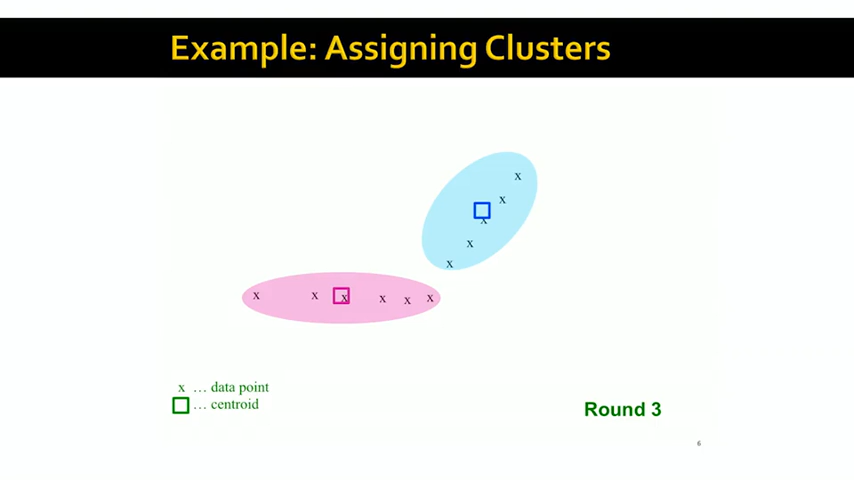 Example: Assigning Clusters
x
x
x
x
x
x x x x x x
x … data point
… centroid
Round 3
6